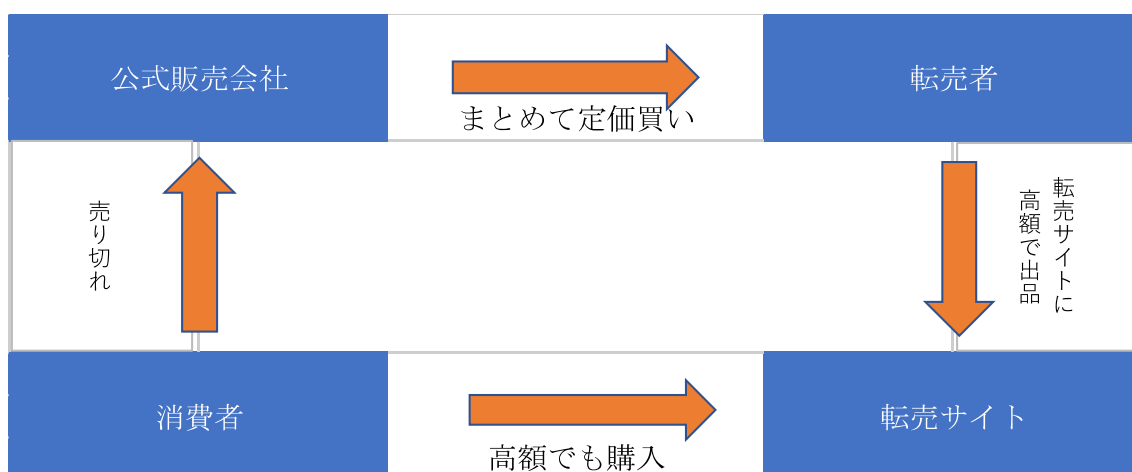 公式販売会社
転売者
まとめて定価買い
売り切れ
転売サイトに
高額で出品
消費者
転売サイト
高額でも購入